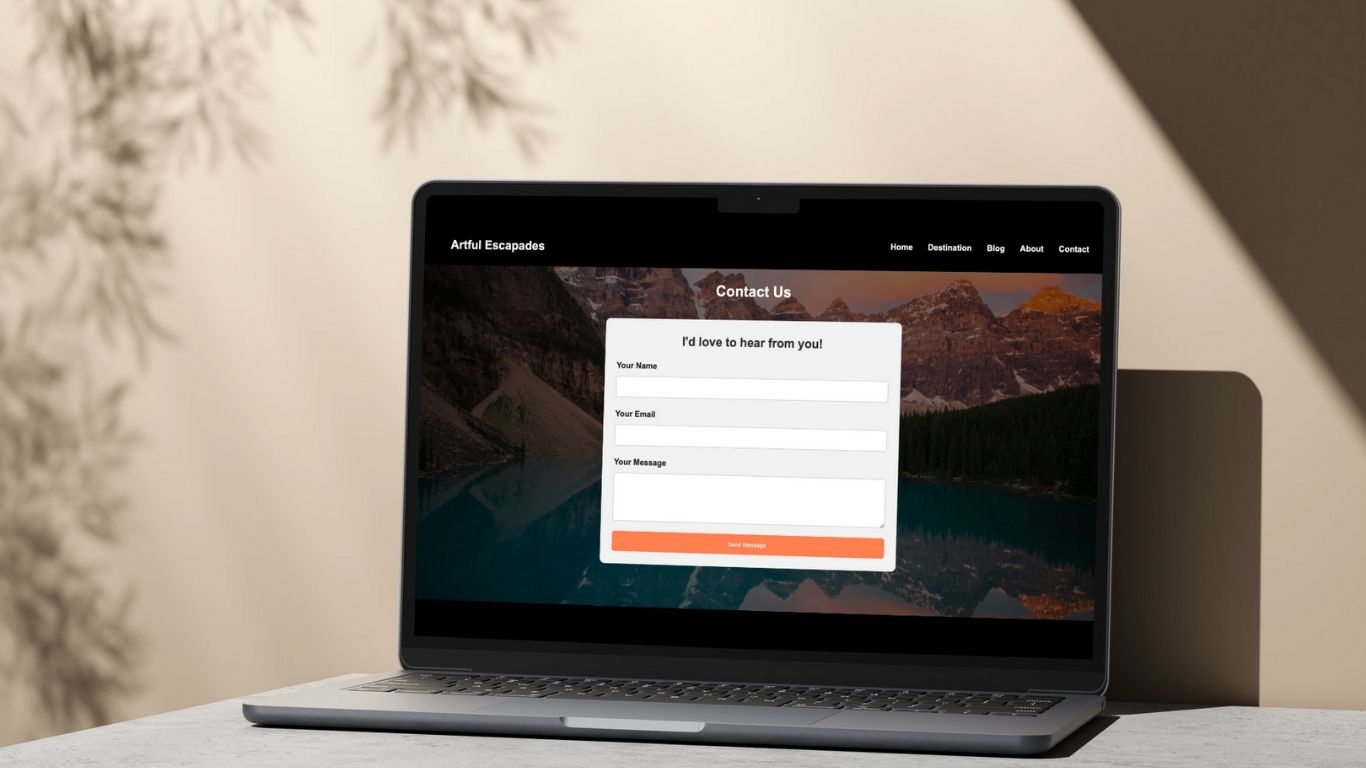 Artful Escapades
Home Destination Blog About Contact
Contact Us
I'd love to hear from you!
Your Name
Your Email
Your Message
Send Message